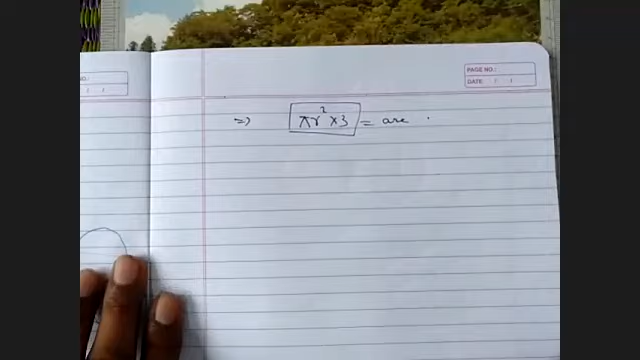 PAGE NO.:
DATE: / /
⇒ πr² × 3 = are